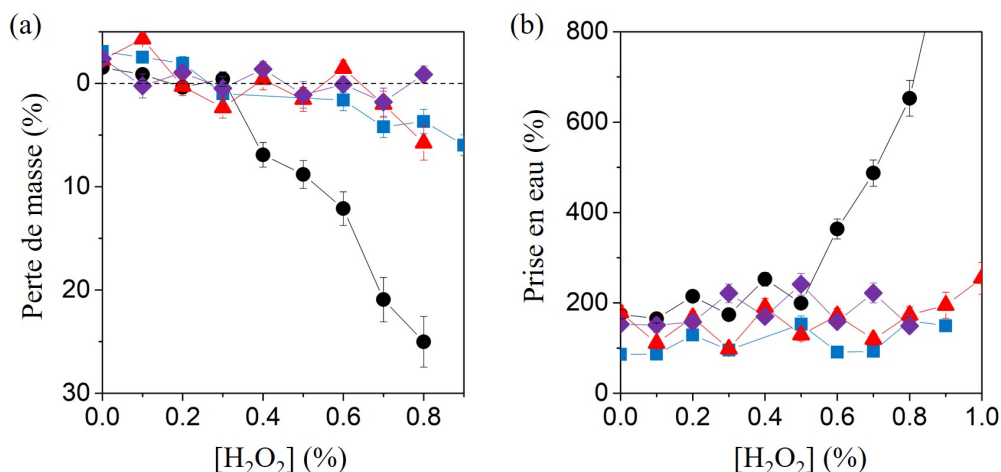 (a)
Perte de masse (%)
0
10
20
30
0.0 0.2 0.4 0.6 0.8
[H₂O₂] (%)
(b)
Prise en eau (%)
800
600
400
200
0
0.0 0.2 0.4 0.6 0.8 1.0
[H₂O₂] (%)